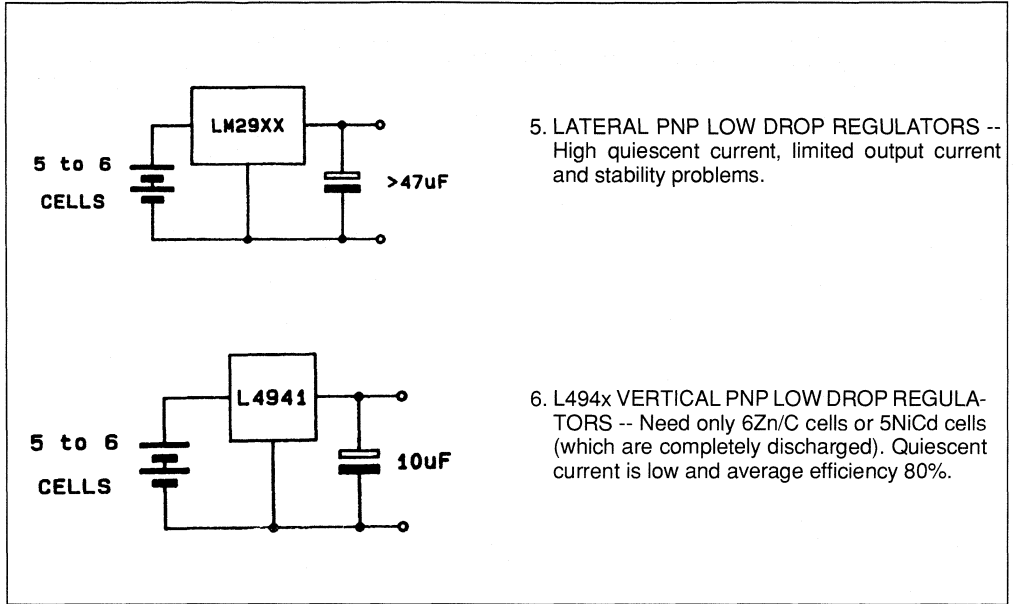 LM29XX
5 to 6
CELLS
>47uF
5. LATERAL PNP LOW DROP REGULATORS --
High quiescent current, limited output current
and stability problems.
L4941
5 to 6
CELLS
10uF
6. L494x VERTICAL PNP LOW DROP REGULA-
TORS -- Need only 6Zn/C cells or 5NiCd cells
(which are completely discharged). Quiescent
current is low and average efficiency 80%.